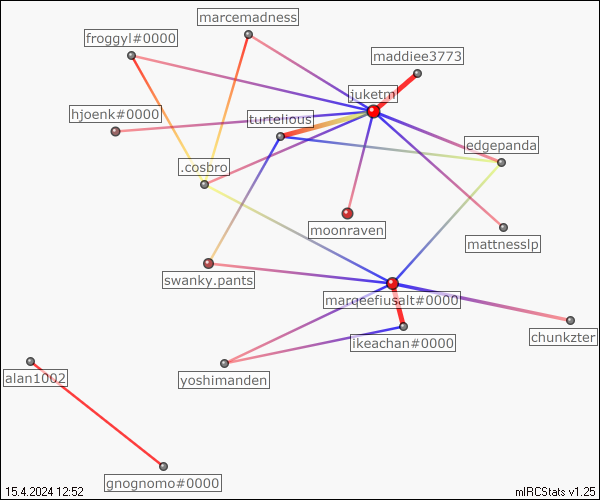 marcemadness
froggyl#0000
maddiee3773
juketm
hjoenk#0000
turtelious
edgepanda
.cosbro
moonraven
mattnesslp
swanky.pants
marqeefiusalt#0000
chunkzter
ikeachan#0000
alan1002
yoshimanden
gnognomo#0000
15.4.2024 12:52
mIRCStats v1.25